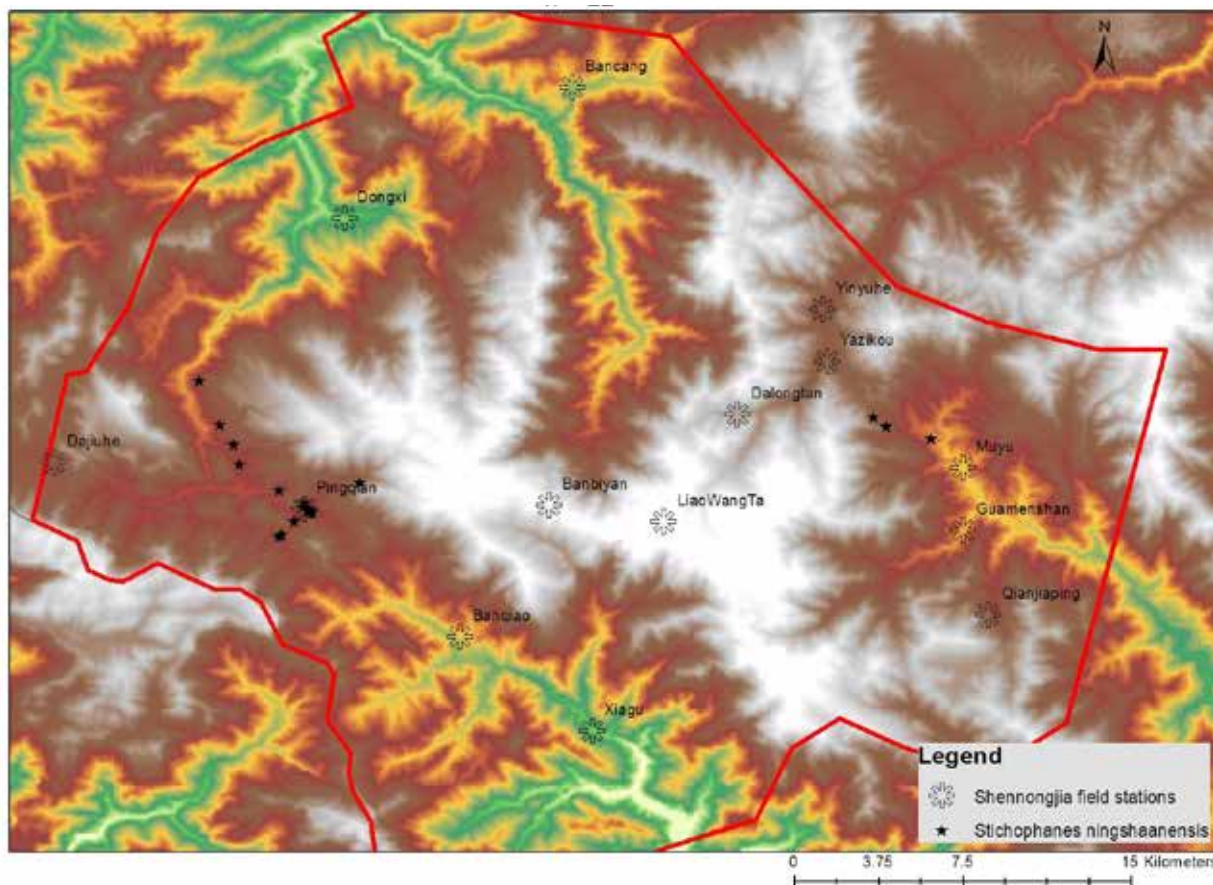 N
Bancang
Dongxi
Yinyuhe
Yazikou
Dalongtan
Dajiuhe
Muyu
Pingqian
Banbiyan
LiaoWangTa
Guamenshan
Qianjiaping
Banqiao
Xiagu
Legend
Shennongjia field stations
Stichophanes ningshaanensis
0 3.75 7.5 15 Kilometers